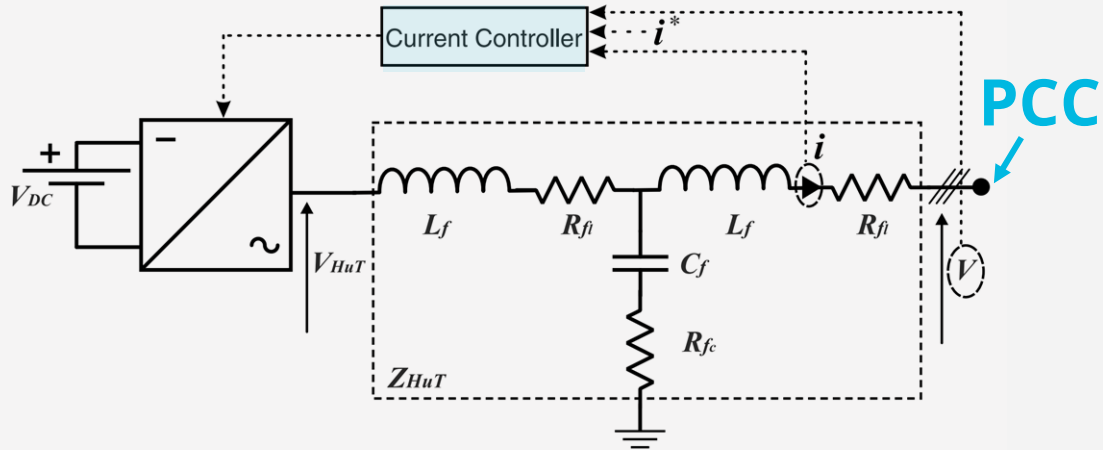 Current Controller
i*
PCC
i
+
−
V_DC
L_f
R_fl
L_f
R_fl
V_HuT
C_f
V
R_fc
Z_HuT